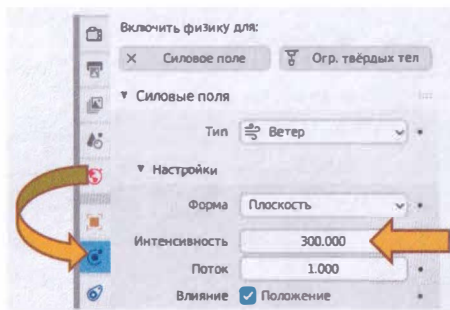 Включить физику для:
× Силовое поле
Огр. твёрдых тел
Силовые поля
Тип Ветер
Настройки
Форма Плоскость
Интенсивность 300.000
Поток 1.000
Влияние Положение